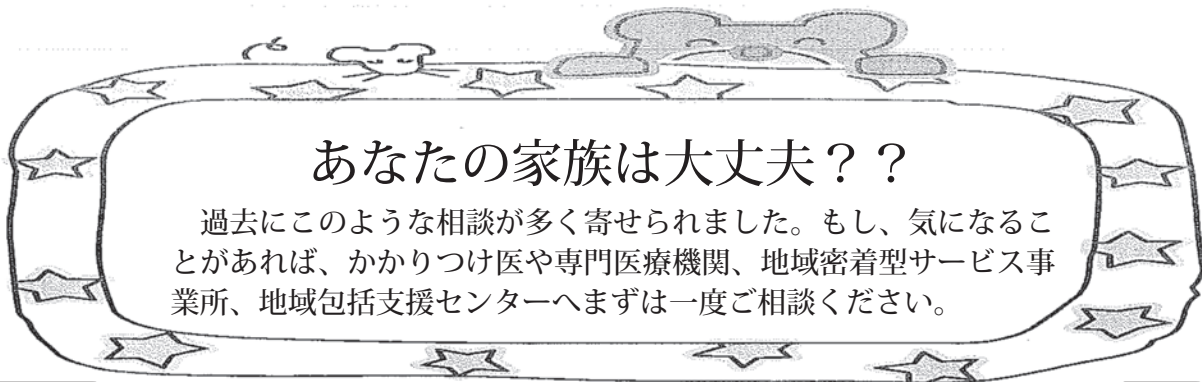 あなたの家族は大丈夫？？
過去にこのような相談が多く寄せられました。もし、気になるこ
とがあれば、かかりつけ医や専門医療機関、地域密着型サービス事
業所、地域包括支援センターへまずは一度ご相談ください。